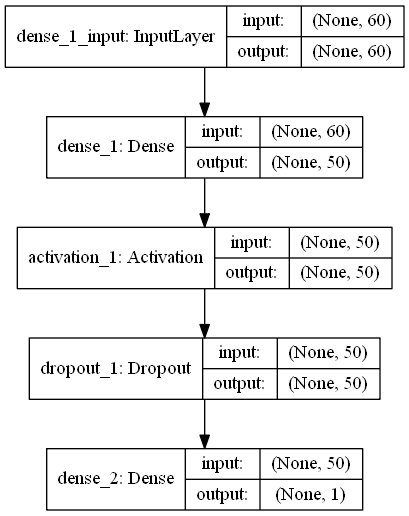 dense_1_input: InputLayer
input: (None, 60)
output: (None, 60)
dense_1: Dense
input: (None, 60)
output: (None, 50)
activation_1: Activation
input: (None, 50)
output: (None, 50)
dropout_1: Dropout
input: (None, 50)
output: (None, 50)
dense_2: Dense
input: (None, 50)
output: (None, 1)